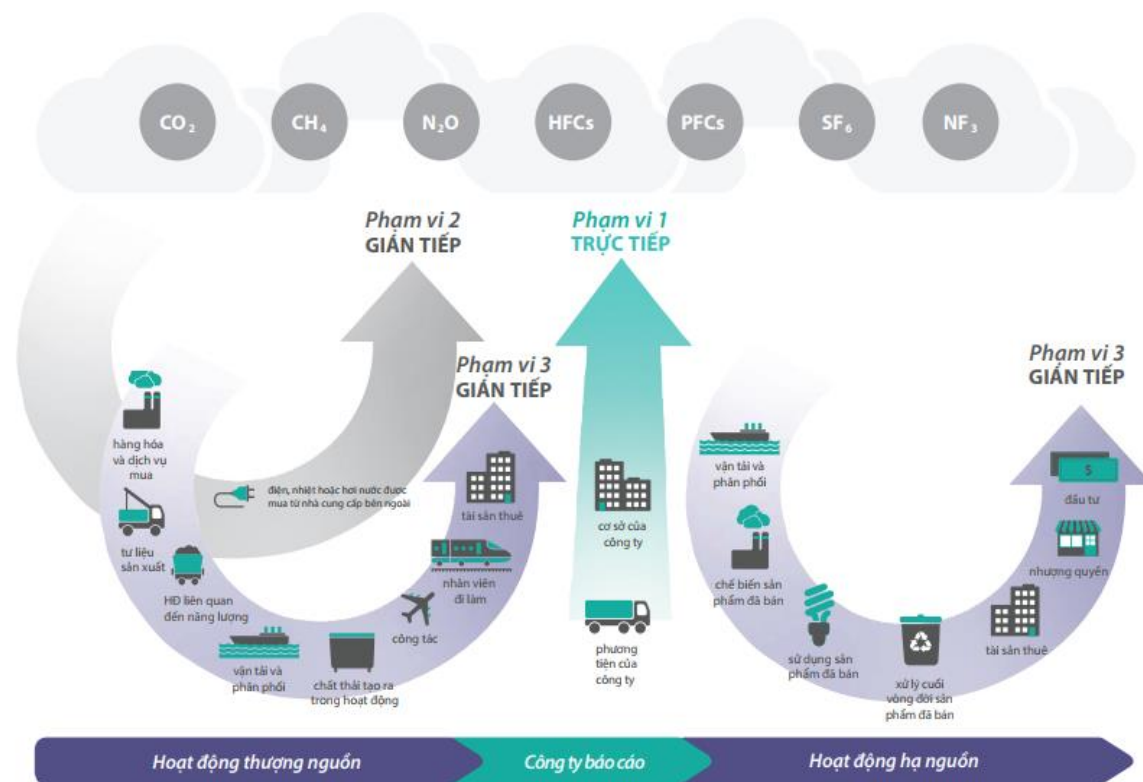 CO₂
CH₄
N₂O
HFCs
PFCs
SF₆
NF₃
Phạm vi 2
GIÁN TIẾP
Phạm vi 1
TRỰC TIẾP
Phạm vi 3
GIÁN TIẾP
Phạm vi 3
GIÁN TIẾP
hàng hóa
và dịch vụ
mua
tư liệu
sản xuất
điện, nhiệt hoặc hơi nước được
mua từ nhà cung cấp bên ngoài
HĐ liên quan
đến năng lượng
vận tải và
phân phối
chất thải tạo ra
trong hoạt động
công tác
nhân viên
đi làm
tài sản thuê
cơ sở của
công ty
phương
tiện của
công ty
vận tải và
phân phối
chế biến sản
phẩm đã bán
sử dụng sản
phẩm đã bán
xử lý cuối
vòng đời sản
phẩm đã bán
tài sản thuê
nhượng quyền
$
đầu tư
Hoạt động thượng nguồn
Công ty báo cáo
Hoạt động hạ nguồn